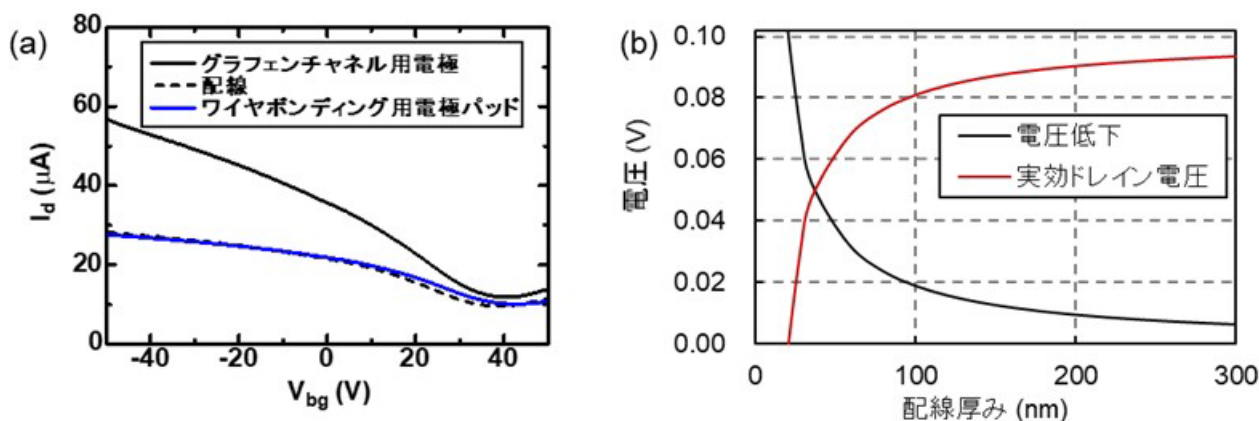 (a)
80
60
40
20
0
I_d (μA)
グラフェンチャネル用電極
配線
ワイヤボンディング用電極パッド
-40 -20 0 20 40
V_bg (V)
(b)
0.10
0.08
0.06
0.04
0.02
0.00
電圧 (V)
電圧低下
実効ドレイン電圧
0 100 200 300
配線厚み (nm)